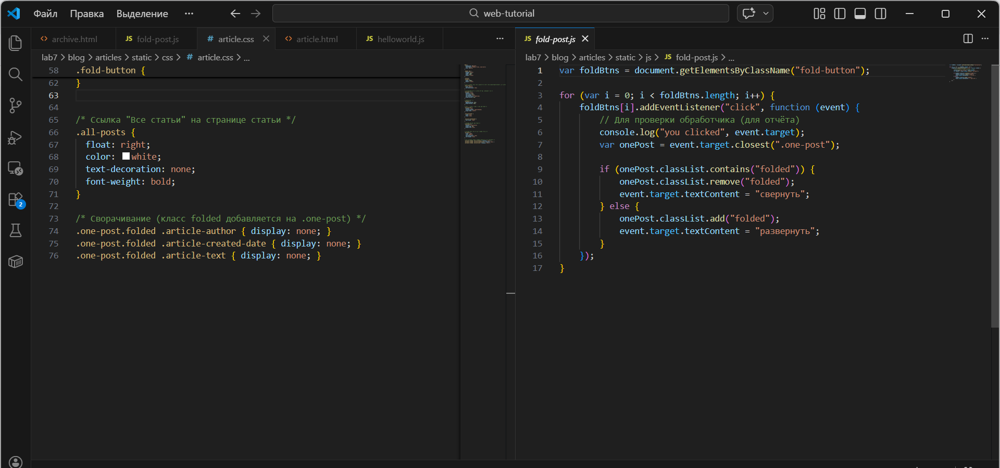 Файл Правка Выделение ··· web-tutorial
archive.html JS fold-post.js # article.css article.html JS helloworld.js ···
lab7 > blog > articles > static > css > # article.css > ...
58 .fold-button {
62 }
63
64
65 /* Ссылка "Все статьи" на странице статьи */
66 .all-posts {
67 float: right;
68 color: white;
69 text-decoration: none;
70 font-weight: bold;
71 }
72
73 /* Сворачивание (класс folded добавляется на .one-post) */
74 .one-post.folded .article-author { display: none; }
75 .one-post.folded .article-created-date { display: none; }
76 .one-post.folded .article-text { display: none; }
2
JS fold-post.js ···
lab7 > blog > articles > static > js > JS fold-post.js > ...
1 var foldBtns = document.getElementsByClassName("fold-button");
2
3 for (var i = 0; i < foldBtns.length; i++) {
4 foldBtns[i].addEventListener("click", function (event) {
5 // Для проверки обработчика (для отчёта)
6 console.log("you clicked", event.target);
7 var onePost = event.target.closest(".one-post");
8
9 if (onePost.classList.contains("folded")) {
10 onePost.classList.remove("folded");
11 event.target.textContent = "свернуть";
12 } else {
13 onePost.classList.add("folded");
14 event.target.textContent = "развернуть";
15 }
16 });
17 }